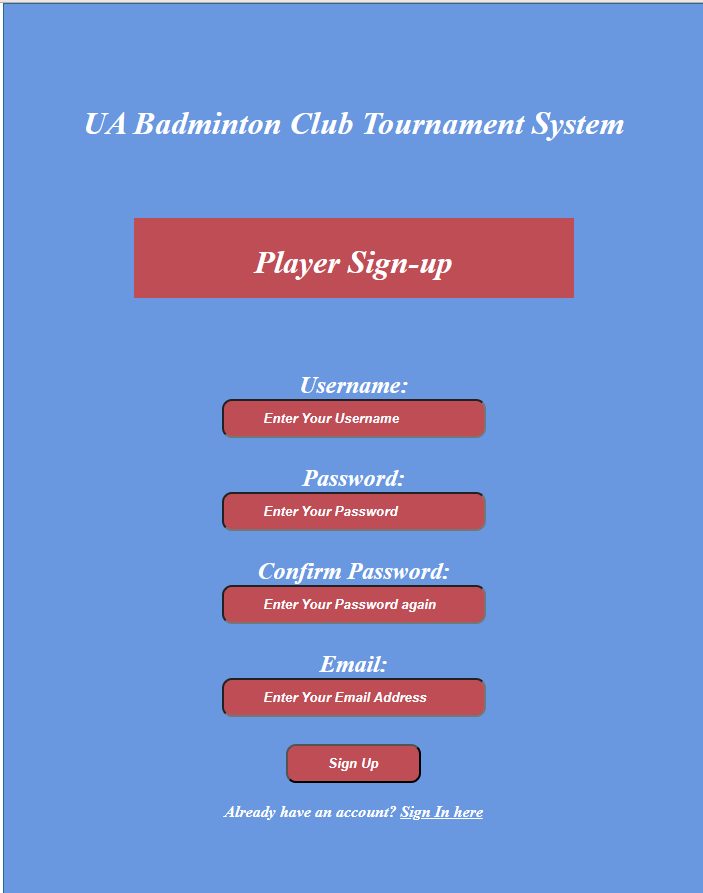 UA Badminton Club Tournament System
Player Sign-up
Username:
Enter Your Username
Password:
Enter Your Password
Confirm Password:
Enter Your Password again
Email:
Enter Your Email Address
Sign Up
Already have an account? Sign In here